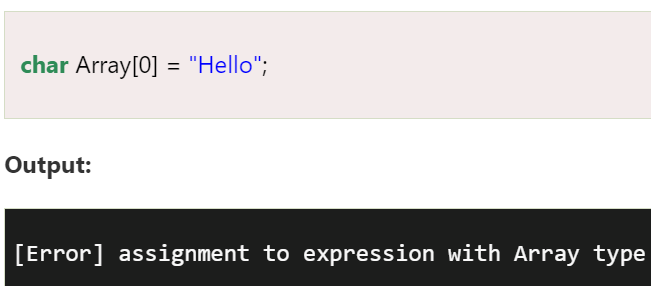 char Array[0] = "Hello";
Output:
[Error] assignment to expression with Array type